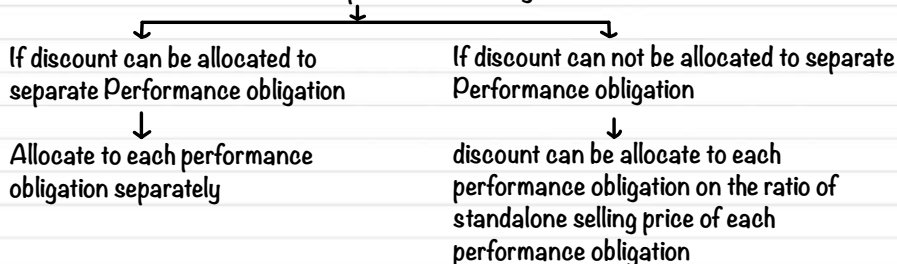 If discount can be allocated to
separate Performance obligation
Allocate to each performance
obligation separately
If discount can not be allocated to separate
Performance obligation
discount can be allocate to each
performance obligation on the ratio of
standalone selling price of each
performance obligation